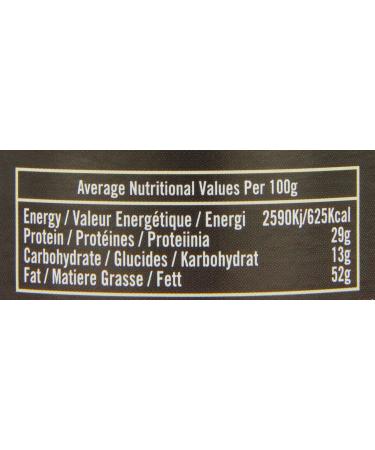 Average Nutritional Values Per 100g
Energy / Valeur Energétique / Energi 2590Kj/625Kcal
Protein / Protéines / Proteiinia 29g
Carbohydrate / Glucides / Karbohydrat 13g
Fat / Matiere Grasse / Fett 52g